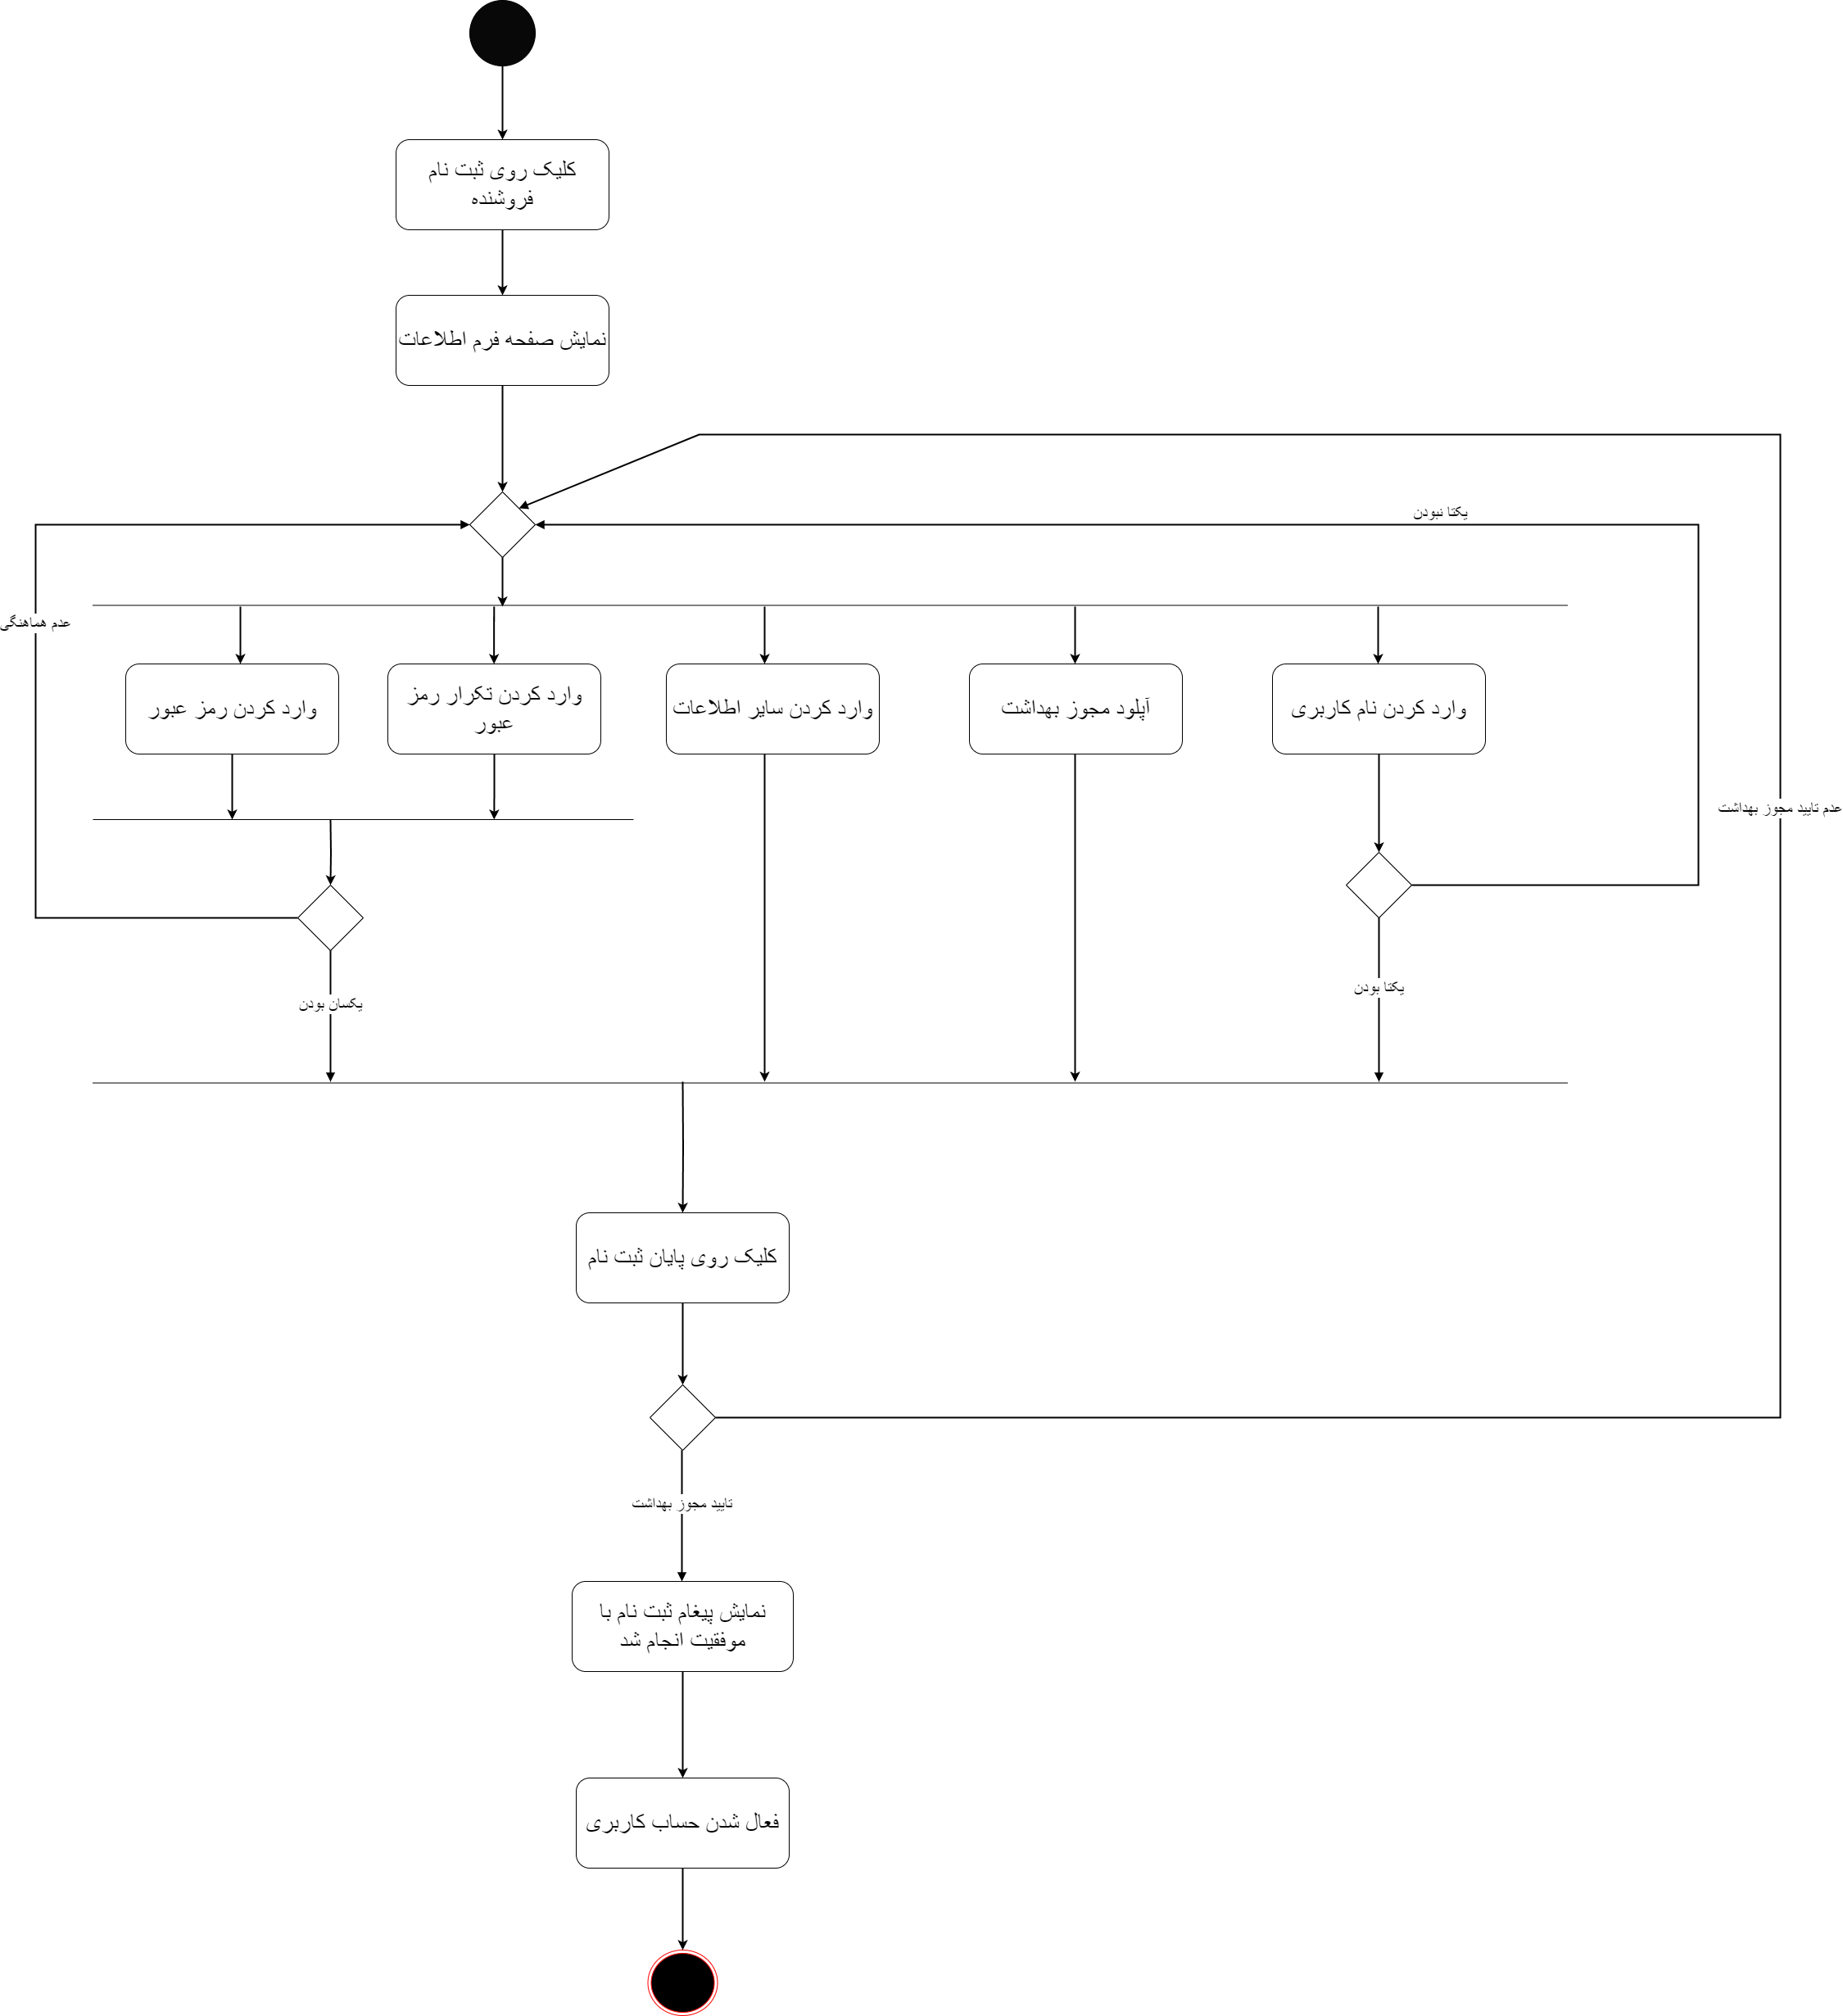 کلیک روی ثبت نام
فروشنده
نمایش صفحه فرم اطلاعات
یکتا نبودن
عدم هماهنگی
وارد کردن رمز عبور
وارد کردن تکرار رمز
عبور
وارد کردن سایر اطلاعات
آپلود مجوز بهداشت
وارد کردن نام کاربری
عدم تایید مجوز بهداشت
یکسان بودن
یکتا بودن
کلیک روی پایان ثبت نام
تایید مجوز بهداشت
نمایش پیغام ثبت نام با
موفقیت انجام شد
فعال شدن حساب کاربری